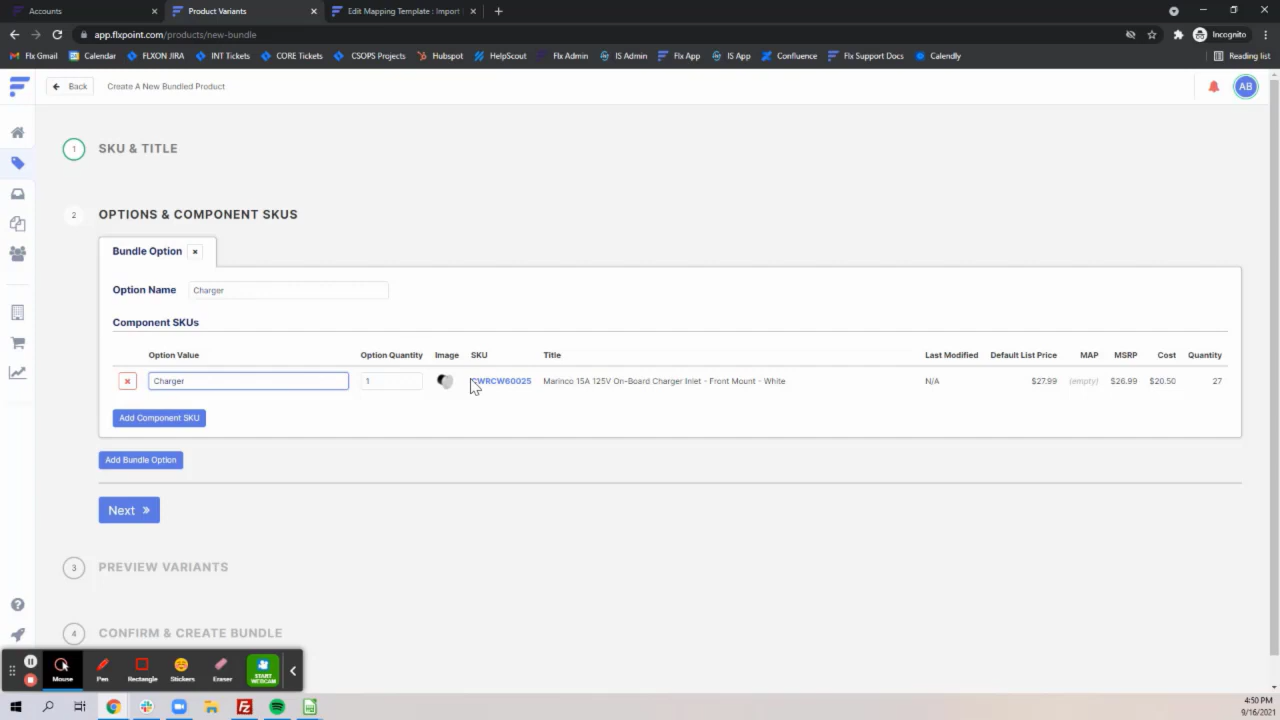 Accounts
Product Variants
Edit Mapping Template : Import
app.flxpoint.com/products/new-bundle
Incognito
Flx Gmail
Calendar
FLXON JIRA
INT Tickets
CORE Tickets
CSOPS Projects
Hubspot
HelpScout
Flx Admin
IS Admin
Flx App
IS App
Confluence
Flx Support Docs
Calendly
Reading list
Back
Create A New Bundled Product
AB
1 SKU & TITLE
2 OPTIONS & COMPONENT SKUS
Bundle Option
Option Name Charger
Component SKUs
Option Value Option Quantity Image SKU Title Last Modified Default List Price MAP MSRP Cost Quantity
Charger 1 Marinco 15A 125V On-Board Charger Inlet - Front Mount - White N/A $27.99 (empty) $26.99 $20.50 27
Add Component SKU
Add Bundle Option
Next »
3 PREVIEW VARIANTS
4 CONFIRM & CREATE BUNDLE
Mouse
Pen
Rectangle
Stickers
Eraser
START WEBCAM
4:50 PM
9/16/2021